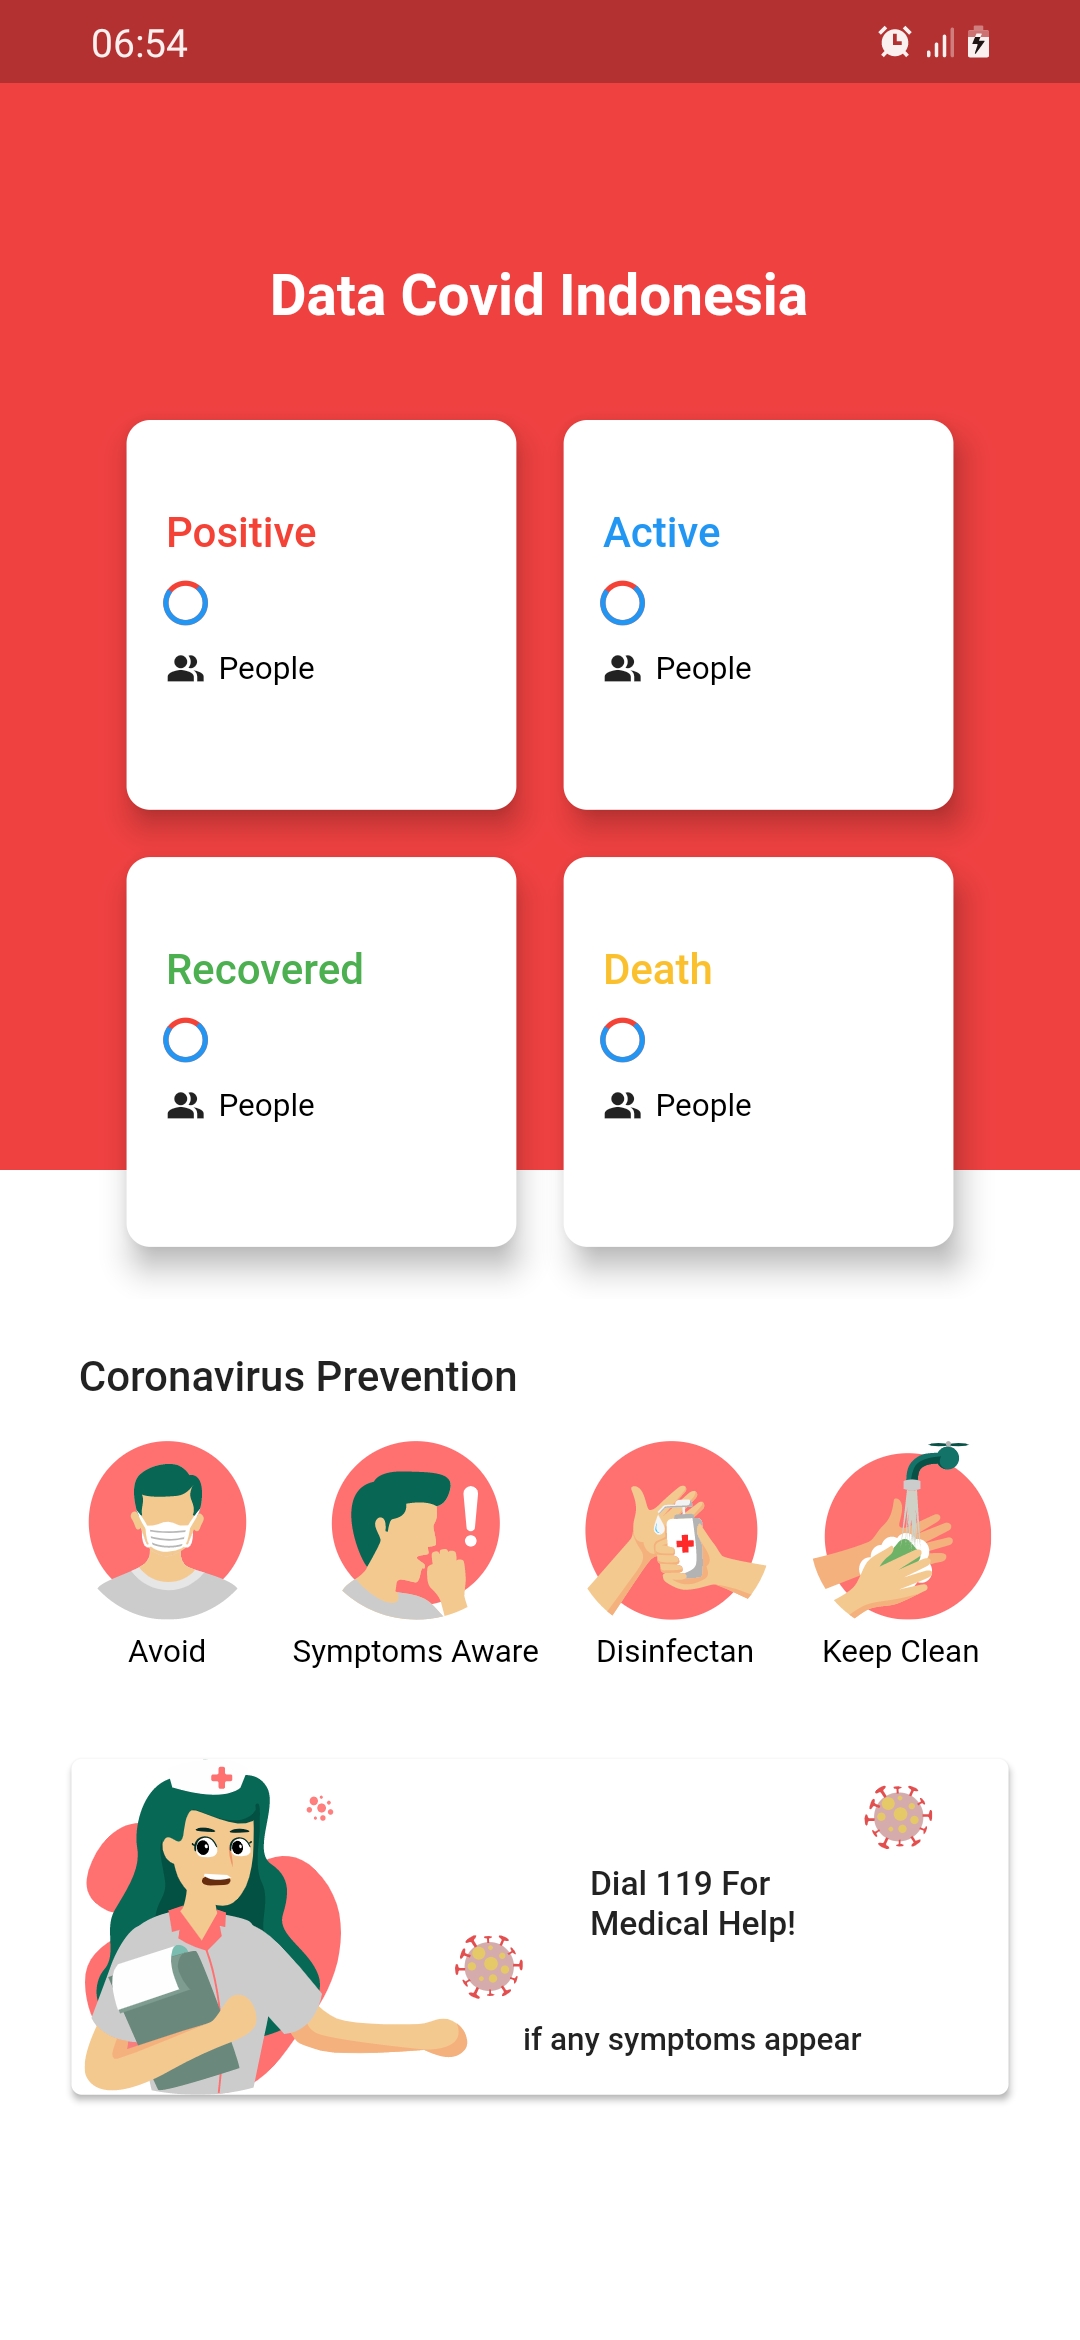 06:54
Data Covid Indonesia
Positive
People
Active
People
Recovered
People
Death
People
Coronavirus Prevention
Avoid
Symptoms Aware
Disinfectan
Keep Clean
Dial 119 For
Medical Help!
if any symptoms appear